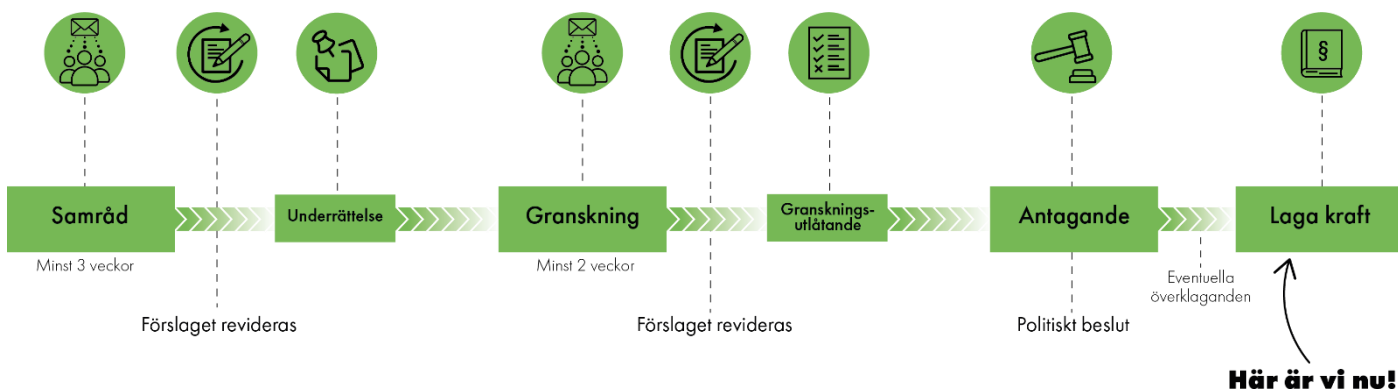 §
Samråd
Underrättelse
Granskning
Gransknings-
utlåtande
Antagande
Laga kraft
Minst 3 veckor
Minst 2 veckor
Eventuella
överklaganden
Förslaget revideras
Förslaget revideras
Politiskt beslut
Här är vi nu!